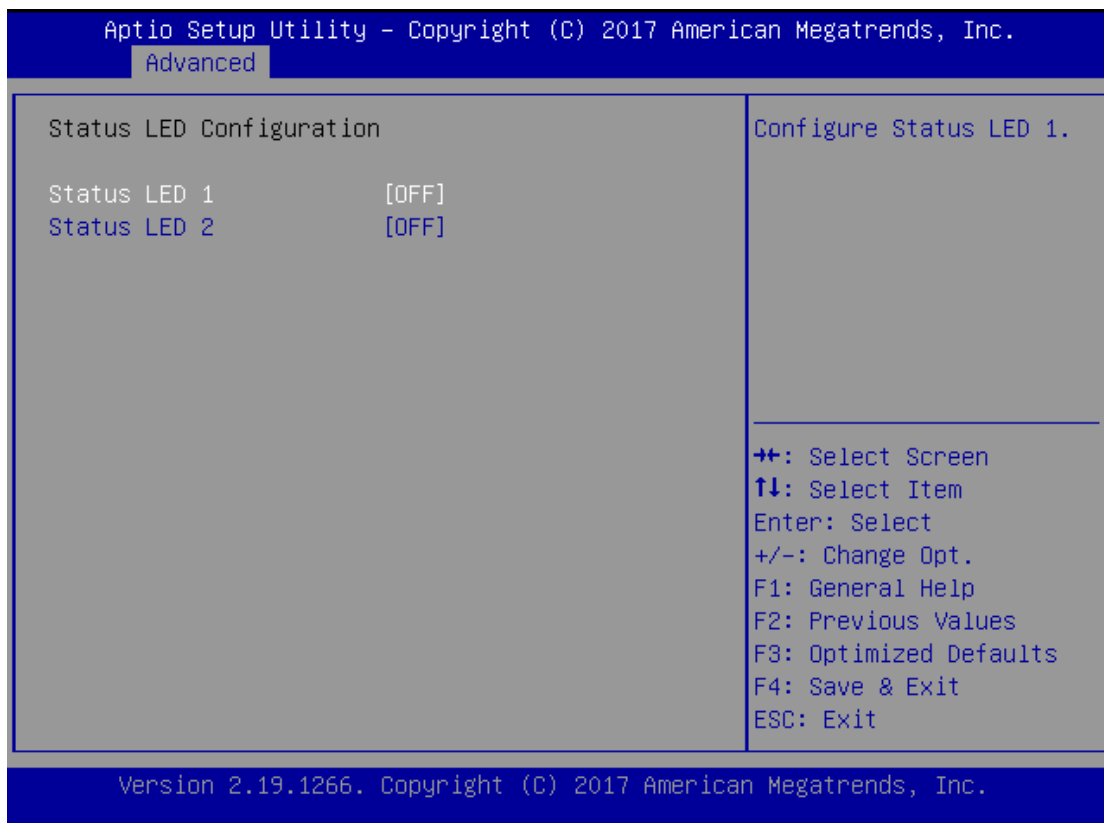 Aptio Setup Utility – Copyright (C) 2017 American Megatrends, Inc.
Advanced
Status LED Configuration
Status LED 1 [OFF]
Status LED 2 [OFF]
Configure Status LED 1.
→←: Select Screen
↑↓: Select Item
Enter: Select
+/-: Change Opt.
F1: General Help
F2: Previous Values
F3: Optimized Defaults
F4: Save & Exit
ESC: Exit
Version 2.19.1266. Copyright (C) 2017 American Megatrends, Inc.